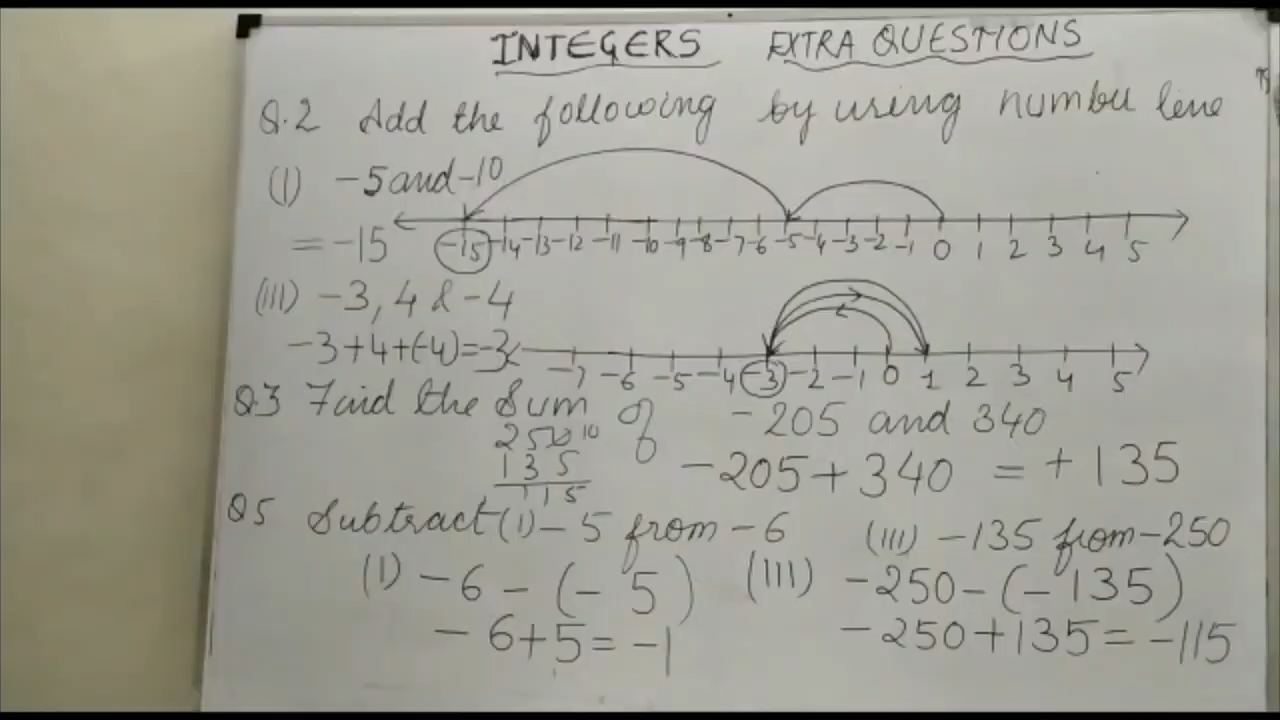 INTEGERS EXTRA QUESTIONS
Q.2 Add the following by using number line
(I) -5 and -10
= -15
-15 -14 -13 -12 -11 -10 -9 -8 -7 -6 -5 -4 -3 -2 -1 0 1 2 3 4 5
(III) -3, 4 & -4
-3+4+(-4)=-3
-7 -6 -5 -4 -3 -2 -1 0 1 2 3 4 5
Q.3 Find the Sum of -205 and 340
-205 + 340 = +135
250 10
135
115
Q5 Subtract (I) -5 from -6 (III) -135 from -250
(I) -6 - (-5) (III) -250 - (-135)
-6+5 = -1 -250+135 = -115